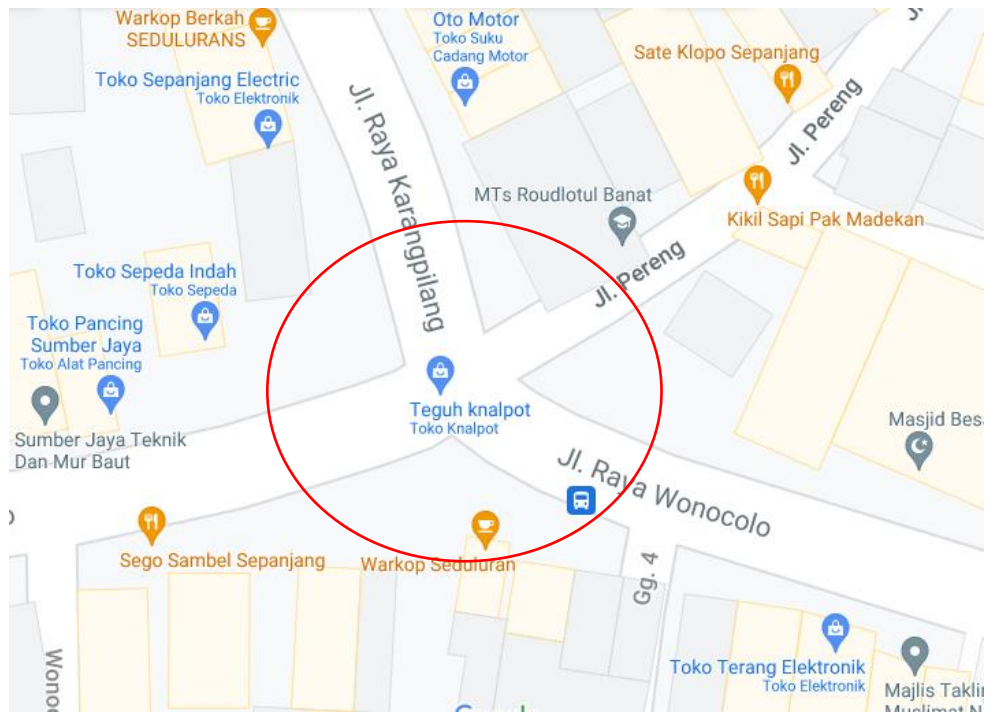 Warkop Berkah
SEDULURANS
Oto Motor
Toko Suku
Cadang Motor
Sate Klopo Sepanjang
Toko Sepanjang Electric
Toko Elektronik
Jl. Raya Karangpilang
Jl. Pereng
MTs Roudlotul Banat
Kikil Sapi Pak Madekan
Jl. Pereng
Toko Sepeda Indah
Toko Sepeda
Toko Pancing
Sumber Jaya
Toko Alat Pancing
Teguh knalpot
Toko Knalpot
Sumber Jaya Teknik
Dan Mur Baut
Masjid Bes
Jl. Raya Wonocolo
Sego Sambel Sepanjang
Warkop Seduluran
Gg. 4
Wonoc
Toko Terang Elektronik
Toko Elektronik
Majlis Taklim